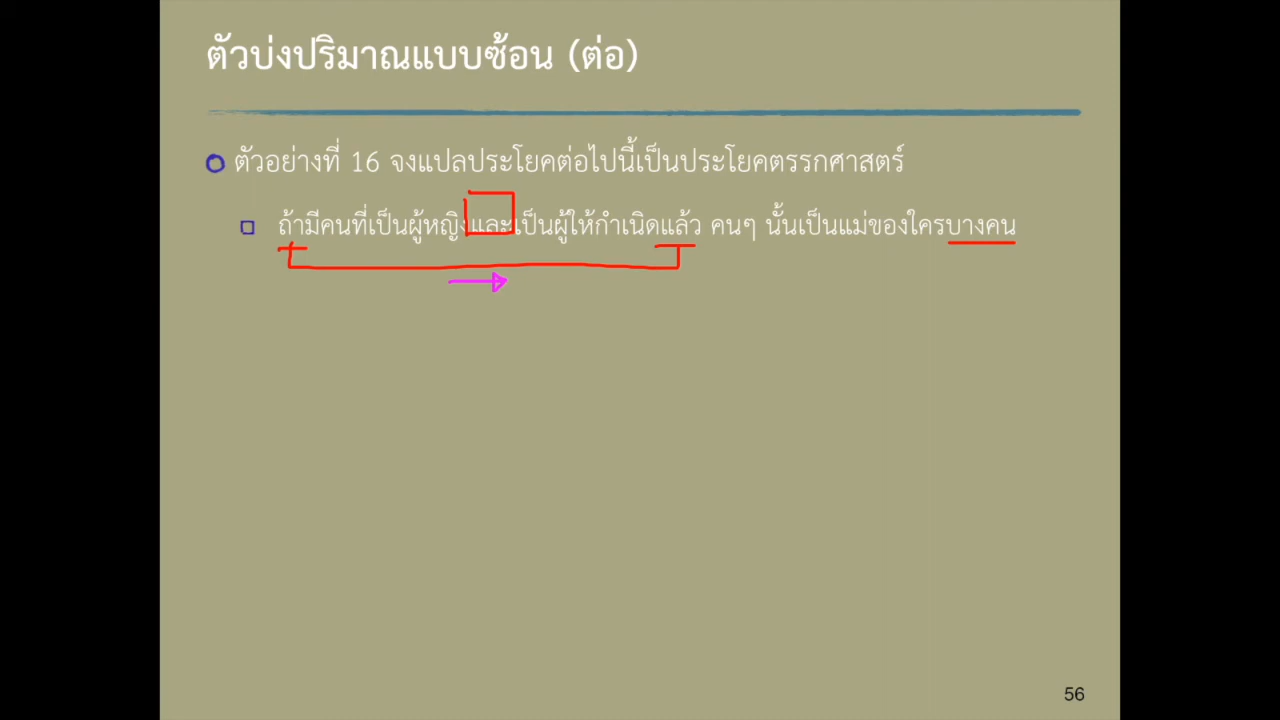 ตัวบ่งปริมาณแบบซ้อน (ต่อ)
ตัวอย่างที่ 16 จงแปลประโยคต่อไปนี้เป็นประโยคตรรกศาสตร์
ถ้ามีคนที่เป็นผู้หญิงและเป็นผู้ให้กำเนิดแล้ว คนๆ นั้นเป็นแม่ของใครบางคน
56